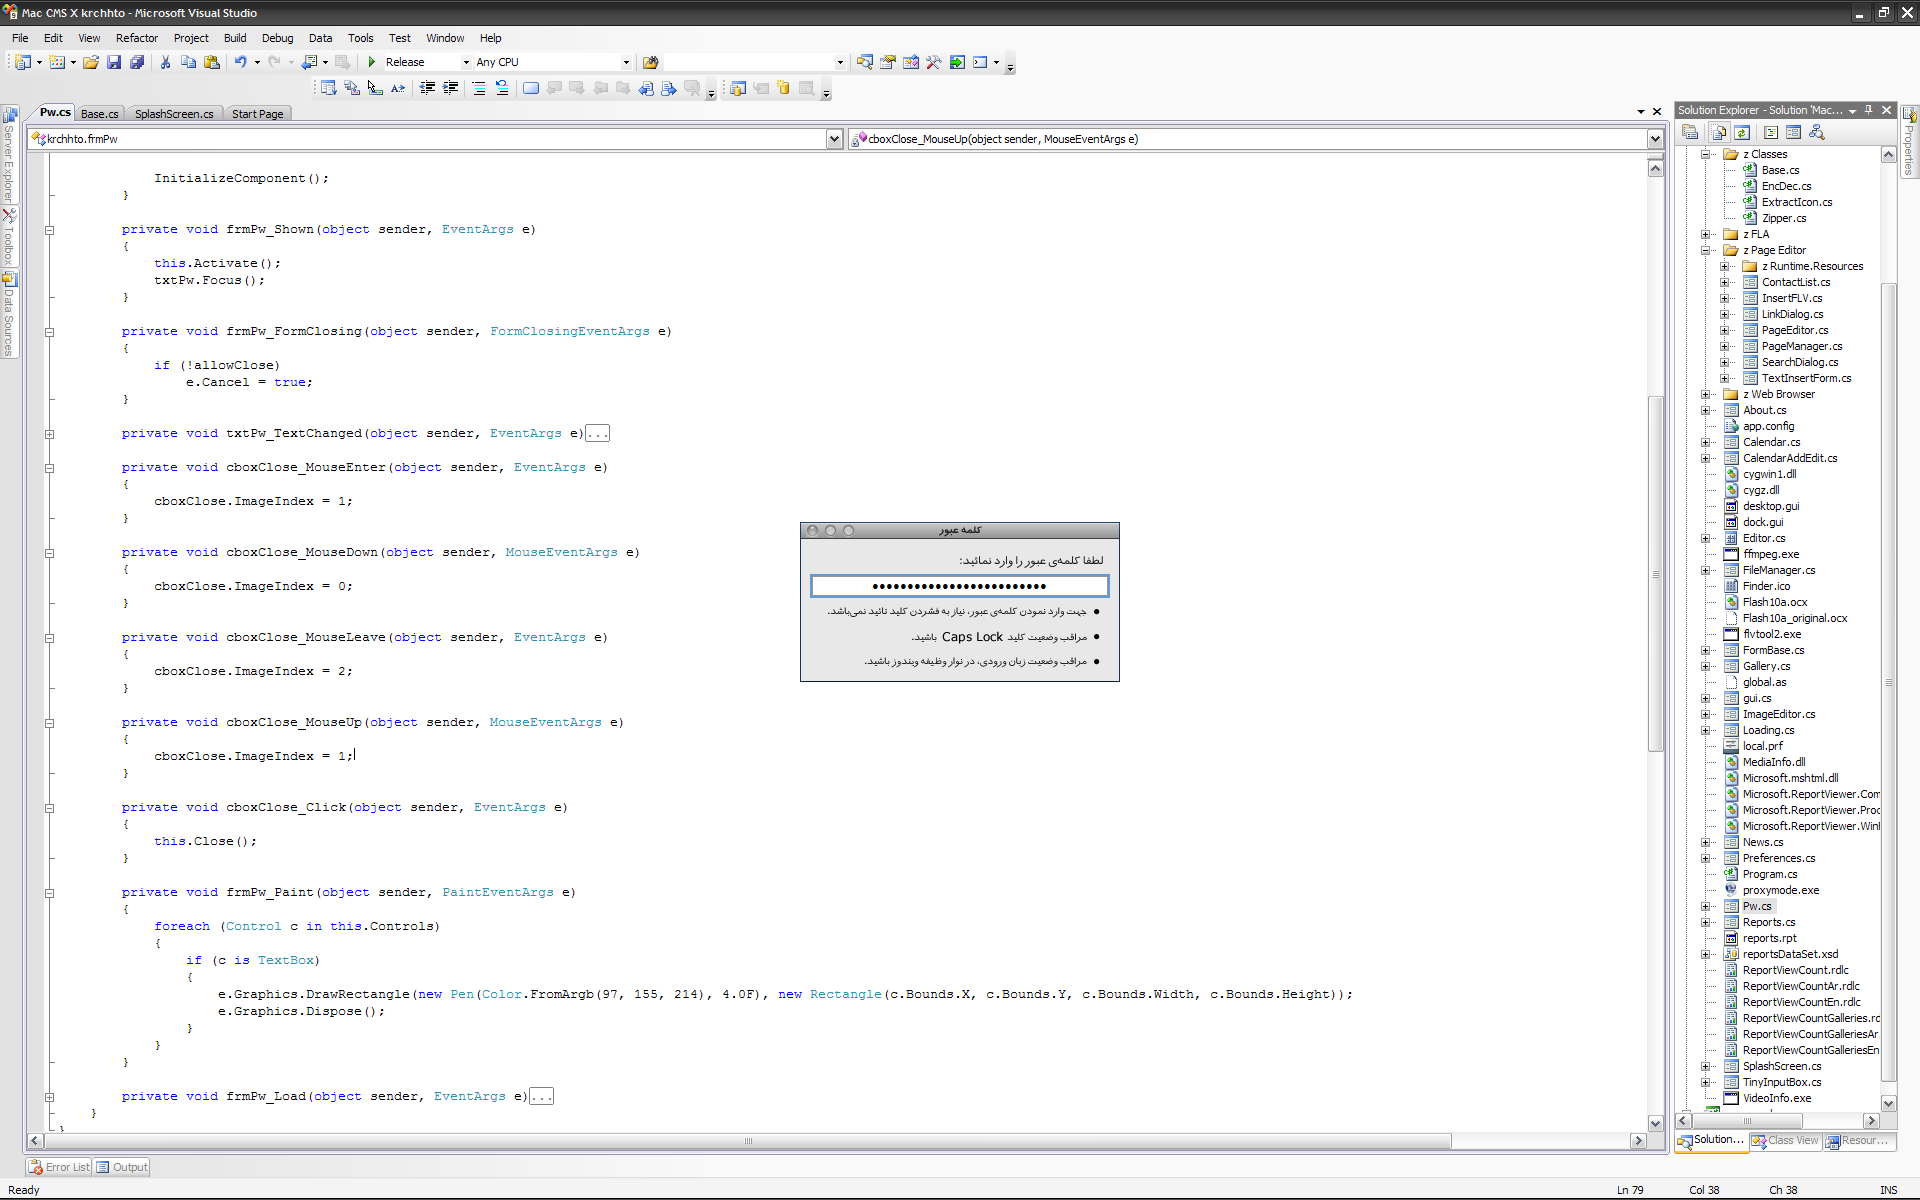 Mac CMS X krchhto - Microsoft Visual Studio
File Edit View Refactor Project Build Debug Data Tools Test Window Help
Release Any CPU
Pw.cs Base.cs SplashScreen.cs Start Page
krchhto.frmPw
cboxClose_MouseUp(object sender, MouseEventArgs e)
Server Explorer
Toolbox
Data Sources
InitializeComponent();
}
private void frmPw_Shown(object sender, EventArgs e)
{
this.Activate();
txtPw.Focus();
}
private void frmPw_FormClosing(object sender, FormClosingEventArgs e)
{
if (!allowClose)
e.Cancel = true;
}
private void txtPw_TextChanged(object sender, EventArgs e)...
private void cboxClose_MouseEnter(object sender, EventArgs e)
{
cboxClose.ImageIndex = 1;
}
private void cboxClose_MouseDown(object sender, MouseEventArgs e)
{
cboxClose.ImageIndex = 0;
}
private void cboxClose_MouseLeave(object sender, EventArgs e)
{
cboxClose.ImageIndex = 2;
}
private void cboxClose_MouseUp(object sender, MouseEventArgs e)
{
cboxClose.ImageIndex = 1;
}
private void cboxClose_Click(object sender, EventArgs e)
{
this.Close();
}
private void frmPw_Paint(object sender, PaintEventArgs e)
{
foreach (Control c in this.Controls)
{
if (c is TextBox)
{
e.Graphics.DrawRectangle(new Pen(Color.FromArgb(97, 155, 214), 4.0F), new Rectangle(c.Bounds.X, c.Bounds.Y, c.Bounds.Width, c.Bounds.Height));
e.Graphics.Dispose();
}
}
}
private void frmPw_Load(object sender, EventArgs e)...
}
}
کلمه عبور
لطفا کلمه‌ی عبور را وارد نمائید:
•••••••••••••••••••••••••
● جهت وارد نمودن کلمه‌ی عبور، نیاز به فشردن کلید تائید نمی‌باشد.
● مراقب وضعیت کلید Caps Lock باشید.
● مراقب وضعیت زبان ورودی، در نوار وظیفه ویندوز باشید.
Solution Explorer - Solution 'Mac...
z Classes
Base.cs
EncDec.cs
ExtractIcon.cs
Zipper.cs
z FLA
z Page Editor
z Runtime.Resources
ContactList.cs
InsertFLV.cs
LinkDialog.cs
PageEditor.cs
PageManager.cs
SearchDialog.cs
TextInsertForm.cs
z Web Browser
About.cs
app.config
Calendar.cs
CalendarAddEdit.cs
cygwin1.dll
cygz.dll
desktop.gui
dock.gui
Editor.cs
ffmpeg.exe
FileManager.cs
Finder.ico
Flash10a.ocx
Flash10a_original.ocx
flvtool2.exe
FormBase.cs
Gallery.cs
global.as
gui.cs
ImageEditor.cs
Loading.cs
local.prf
MediaInfo.dll
Microsoft.mshtml.dll
Microsoft.ReportViewer.Com
Microsoft.ReportViewer.Proc
Microsoft.ReportViewer.Win
News.cs
Preferences.cs
Program.cs
proxymode.exe
Pw.cs
Reports.cs
reports.rpt
reportsDataSet.xsd
ReportViewCount.rdlc
ReportViewCountAr.rdlc
ReportViewCountEn.rdlc
ReportViewCountGalleries.rd
ReportViewCountGalleriesAr
ReportViewCountGalleriesEn
SplashScreen.cs
TinyInputBox.cs
VideoInfo.exe
Solution... Class View Resour...
Properties
Error List Output
Ready Ln 79 Col 38 Ch 38 INS